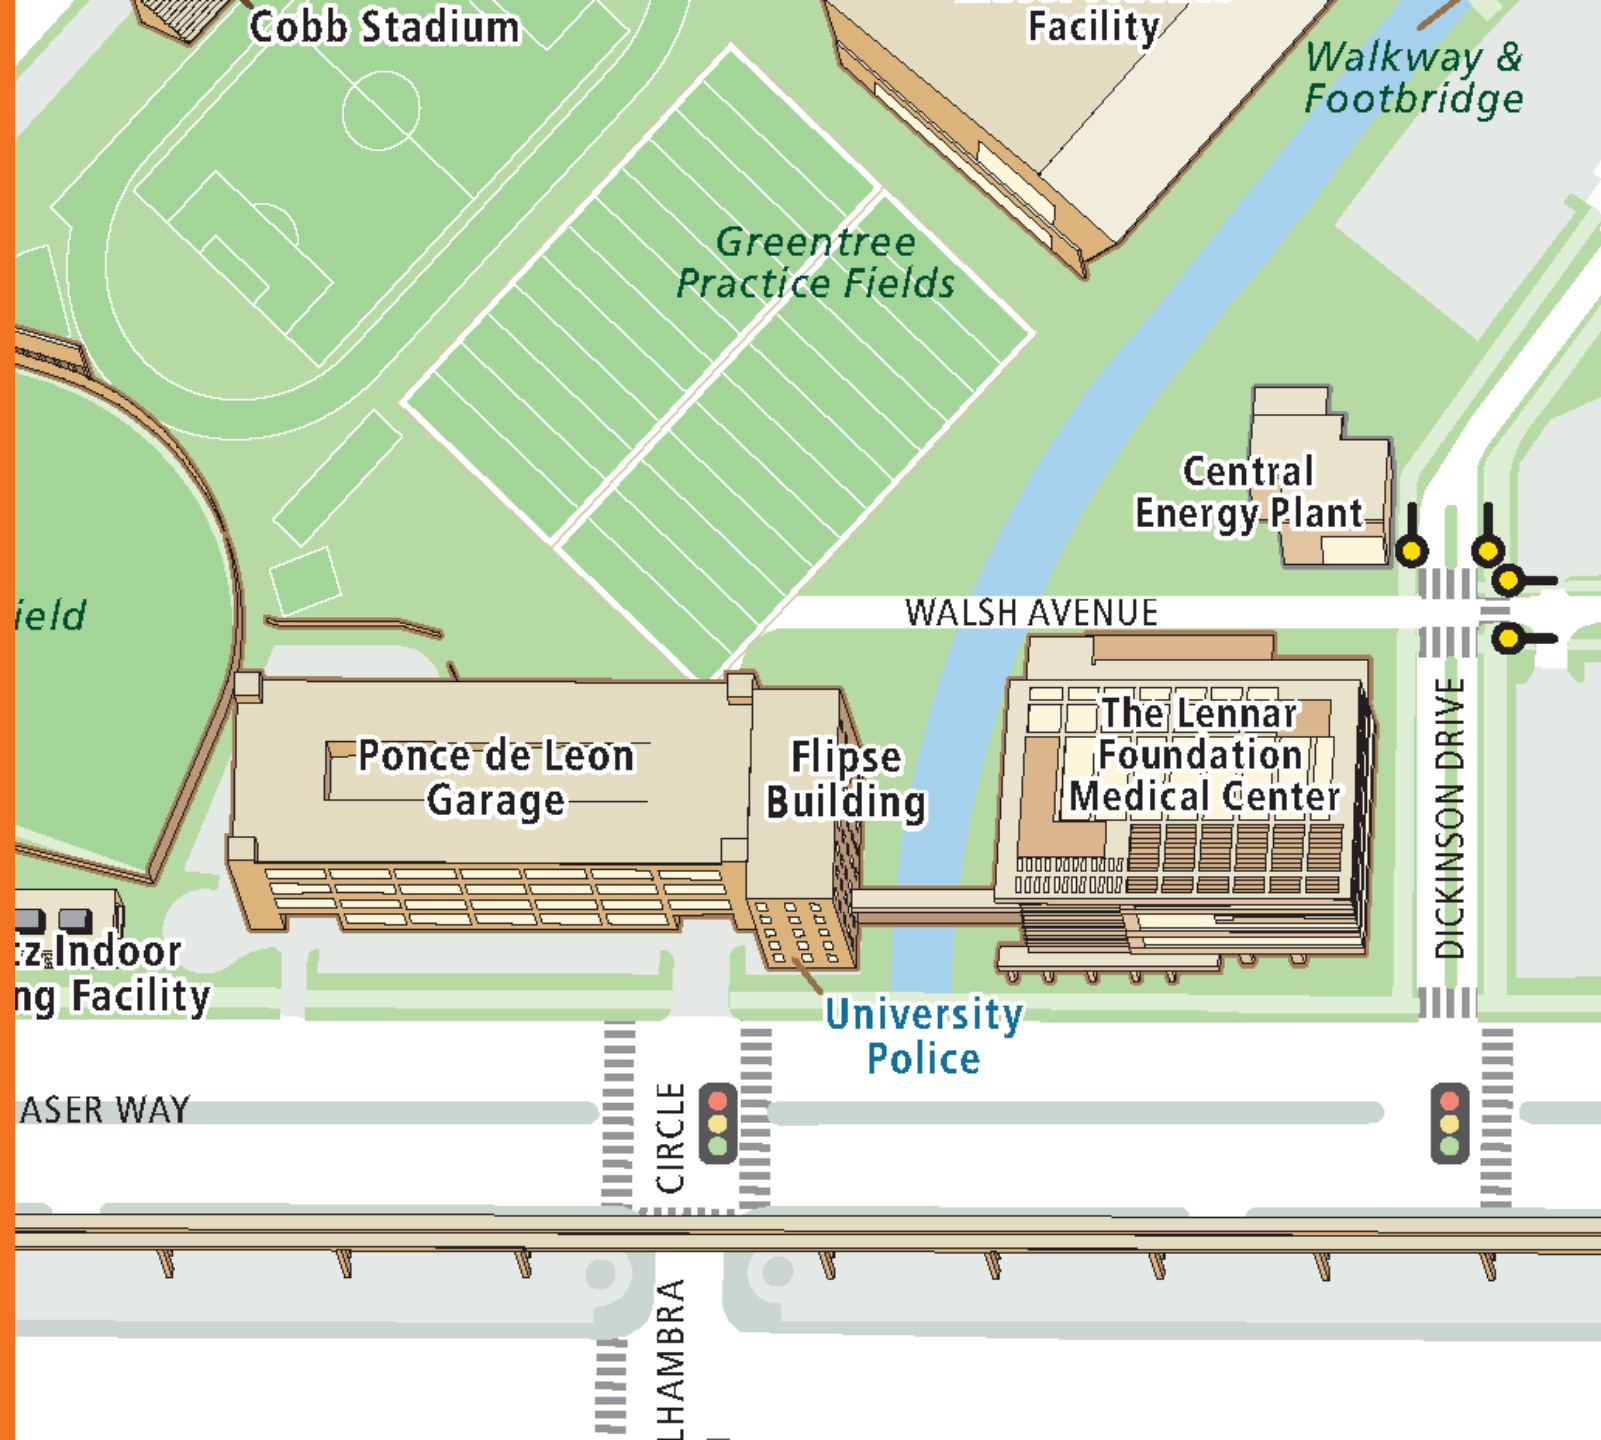 Cobb Stadium
Facility
Walkway &
Footbridge
Greentree
Practice Fields
Central
Energy Plant
ield
WALSH AVENUE
DICKINSON DRIVE
The Lennar
Foundation
Medical Center
Ponce de Leon
Garage
Flipse
Building
tz Indoor
ng Facility
University
Police
ASER WAY
CIRCLE
LHAMBRA